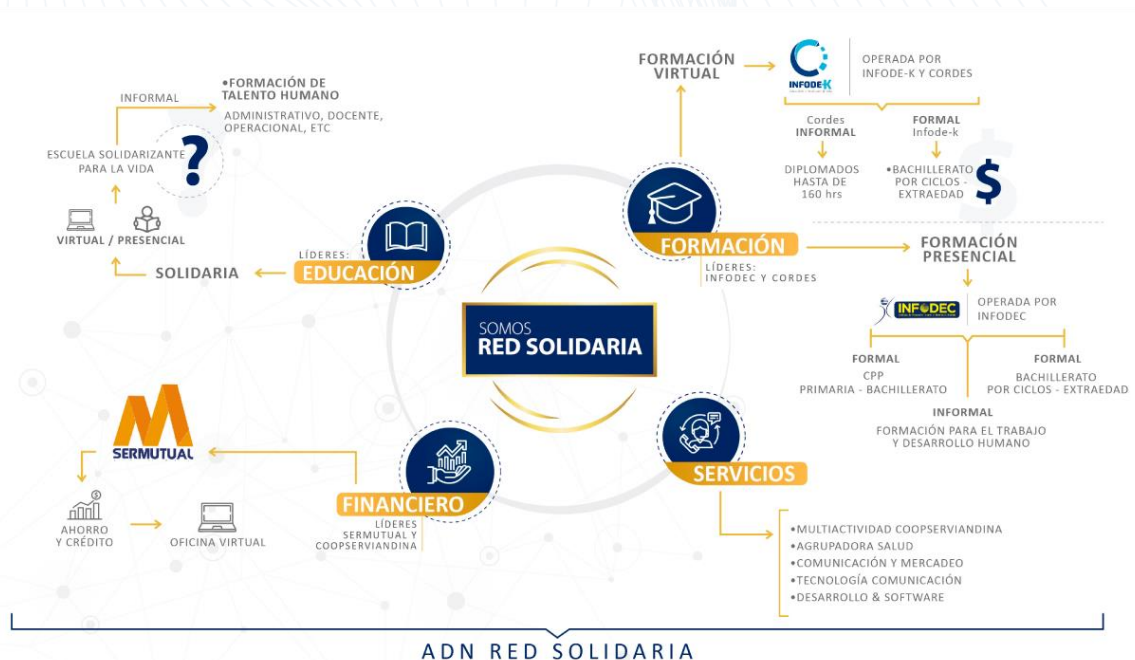 INFORMAL
•FORMACIÓN DE
TALENTO HUMANO
ADMINISTRATIVO, DOCENTE,
OPERACIONAL, ETC
ESCUELA SOLIDARIZANTE
PARA LA VIDA
?
VIRTUAL / PRESENCIAL
SOLIDARIA
LÍDERES:
EDUCACIÓN
FORMACIÓN
VIRTUAL
INFODE-K
OPERADA POR
INFODE-K Y CORDES
Cordes
INFORMAL
DIPLOMADOS
HASTA DE
160 hrs
FORMAL
Infode-k
•BACHILLERATO
POR CICLOS -
EXTRAEDAD
$
FORMACIÓN
LÍDERES:
INFODEC Y CORDES
FORMACIÓN
PRESENCIAL
INFODEC
OPERADA POR
INFODEC
FORMAL
CPP
PRIMARIA - BACHILLERATO
FORMAL
BACHILLERATO
POR CICLOS - EXTRAEDAD
INFORMAL
FORMACIÓN PARA EL TRABAJO
Y DESARROLLO HUMANO
SOMOS
RED SOLIDARIA
SERMUTUAL
AHORRO
Y CRÉDITO
OFICINA VIRTUAL
FINANCIERO
LÍDERES
SERMUTUAL Y
COOPSERVIANDINA
SERVICIOS
•MULTIACTIVIDAD COOPSERVIANDINA
•AGRUPADORA SALUD
•COMUNICACIÓN Y MERCADEO
•TECNOLOGÍA COMUNICACIÓN
•DESARROLLO & SOFTWARE
ADN RED SOLIDARIA